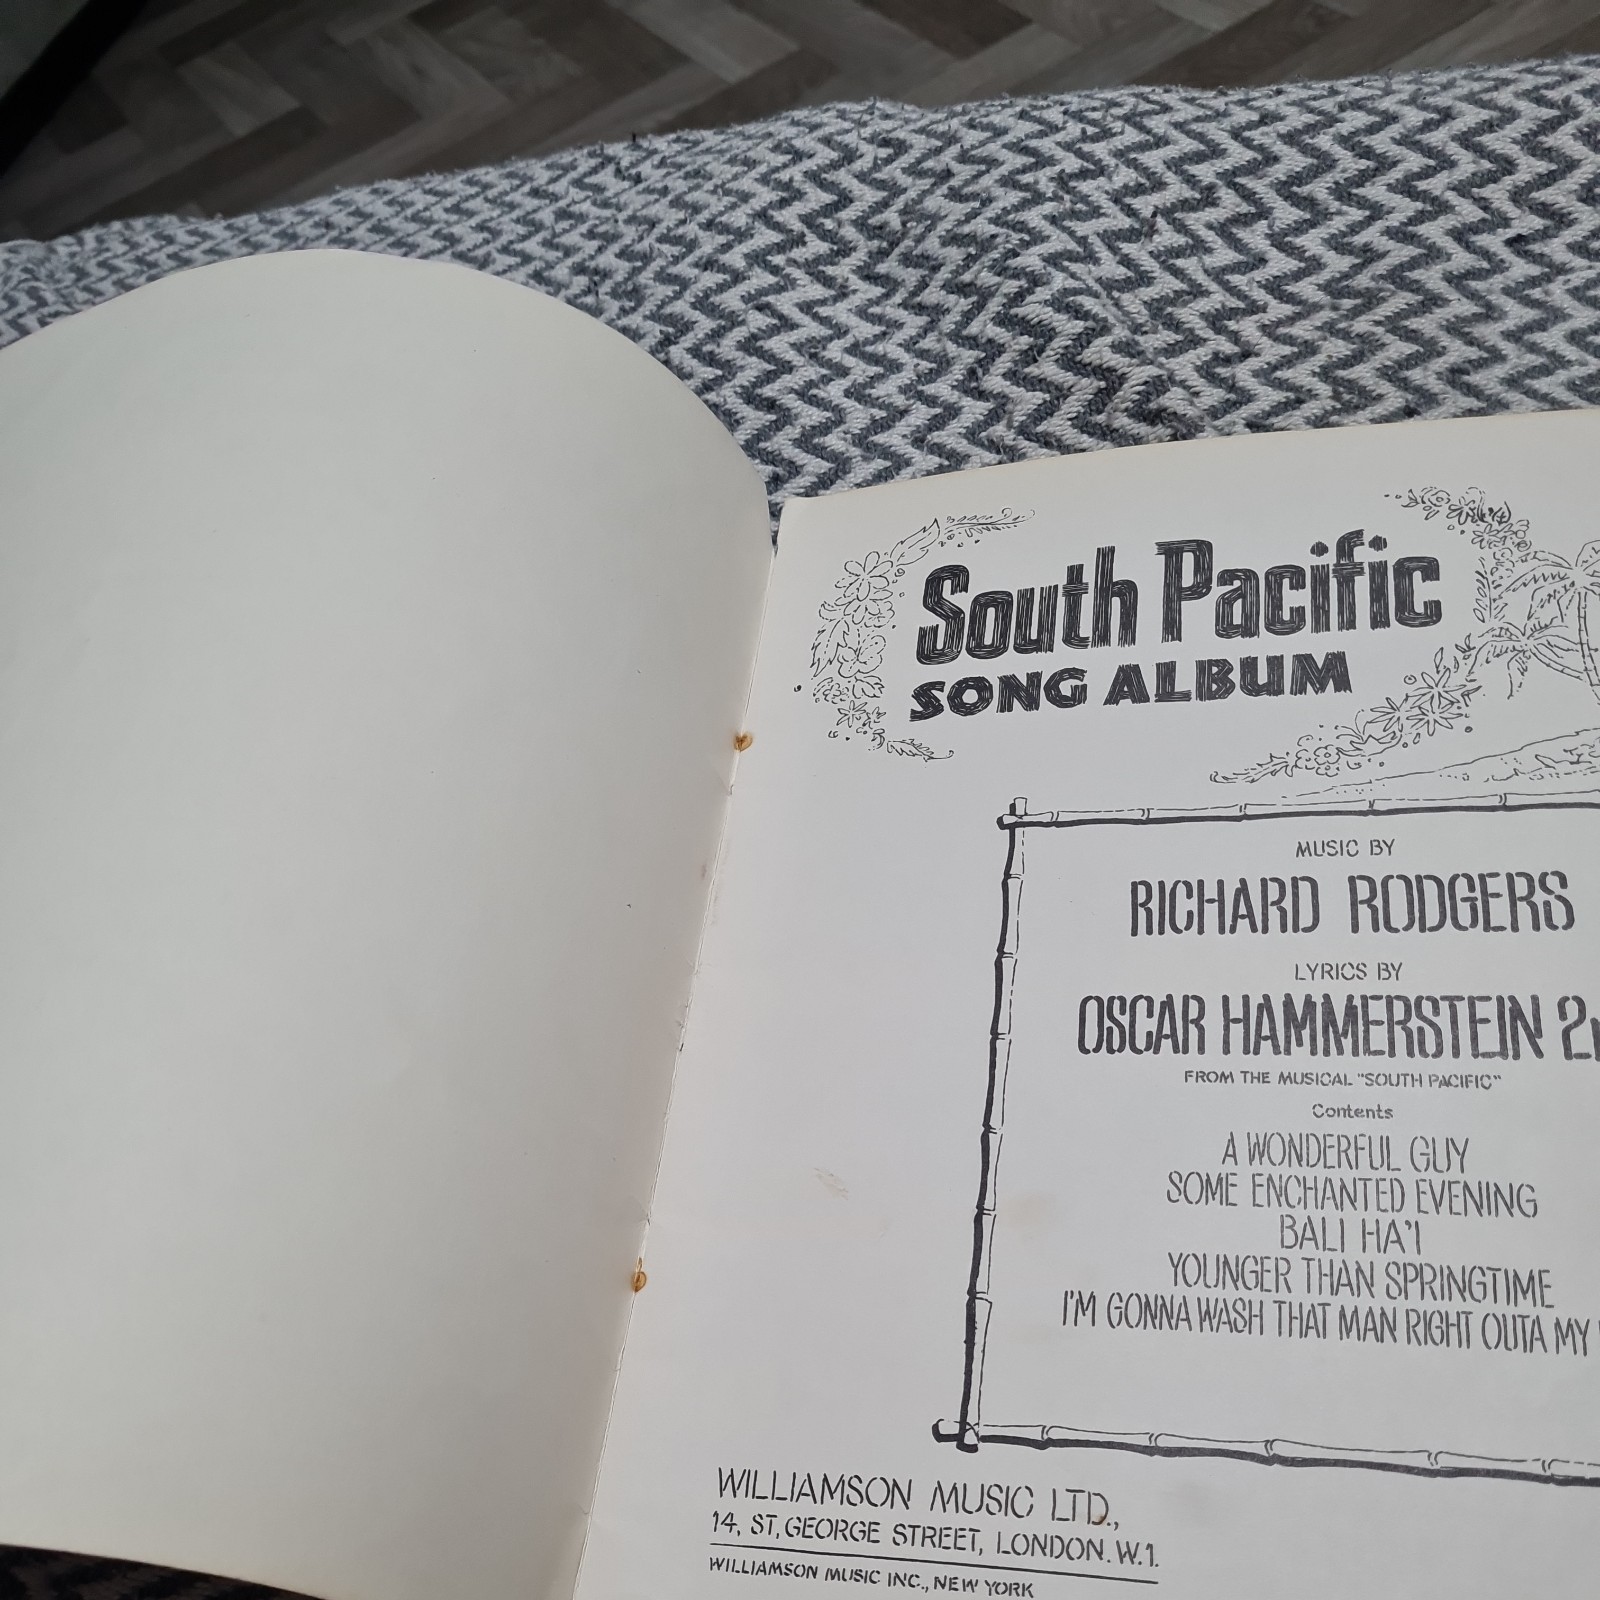 South Pacific
SONG ALBUM
MUSIC BY
RICHARD RODGERS
LYRICS BY
OSCAR HAMMERSTEIN
FROM THE MUSICAL "SOUTH PACIFIC"
Contents
A WONDERFUL GUY
SOME ENCHANTED EVENING
BALI HA'I
YOUNGER THAN SPRINGTIME
I'M GONNA WASH THAT MAN RIGHT OUTA MY
WILLIAMSON MUSIC LTD.,
14, ST, GEORGE STREET, LONDON. W.1.
WILLIAMSON MUSIC INC., NEW YORK